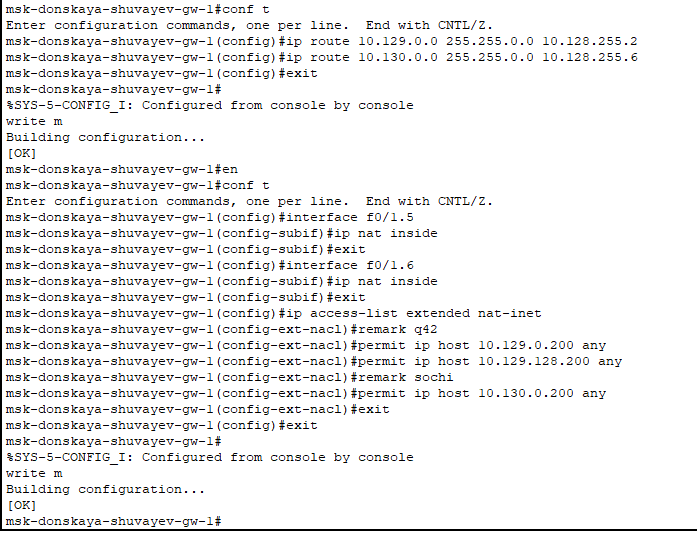 msk-donskaya-shuvayev-gw-1#conf t
Enter configuration commands, one per line.  End with CNTL/Z.
msk-donskaya-shuvayev-gw-1(config)#ip route 10.129.0.0 255.255.0.0 10.128.255.2
msk-donskaya-shuvayev-gw-1(config)#ip route 10.130.0.0 255.255.0.0 10.128.255.6
msk-donskaya-shuvayev-gw-1(config)#exit
msk-donskaya-shuvayev-gw-1#
%SYS-5-CONFIG_I: Configured from console by console
write m
Building configuration...
[OK]
msk-donskaya-shuvayev-gw-1#en
msk-donskaya-shuvayev-gw-1#conf t
Enter configuration commands, one per line.  End with CNTL/Z.
msk-donskaya-shuvayev-gw-1(config)#interface f0/1.5
msk-donskaya-shuvayev-gw-1(config-subif)#ip nat inside
msk-donskaya-shuvayev-gw-1(config-subif)#exit
msk-donskaya-shuvayev-gw-1(config)#interface f0/1.6
msk-donskaya-shuvayev-gw-1(config-subif)#ip nat inside
msk-donskaya-shuvayev-gw-1(config-subif)#exit
msk-donskaya-shuvayev-gw-1(config)#ip access-list extended nat-inet
msk-donskaya-shuvayev-gw-1(config-ext-nacl)#remark q42
msk-donskaya-shuvayev-gw-1(config-ext-nacl)#permit ip host 10.129.0.200 any
msk-donskaya-shuvayev-gw-1(config-ext-nacl)#permit ip host 10.129.128.200 any
msk-donskaya-shuvayev-gw-1(config-ext-nacl)#remark sochi
msk-donskaya-shuvayev-gw-1(config-ext-nacl)#permit ip host 10.130.0.200 any
msk-donskaya-shuvayev-gw-1(config-ext-nacl)#exit
msk-donskaya-shuvayev-gw-1(config)#exit
msk-donskaya-shuvayev-gw-1#
%SYS-5-CONFIG_I: Configured from console by console
write m
Building configuration...
[OK]
msk-donskaya-shuvayev-gw-1#